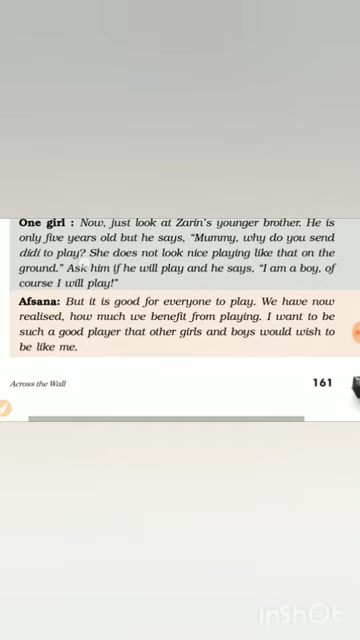 One girl : Now, just look at Zarin's younger brother. He is
only five years old but he says, "Mummy, why do you send
didi to play? She does not look nice playing like that on the
ground." Ask him if he will play and he says, "I am a boy, of
course I will play!"
Afsana: But it is good for everyone to play. We have now
realised, how much we benefit from playing. I want to be
such a good player that other girls and boys would wish to
be like me.
Across the Wall
161
InShOt